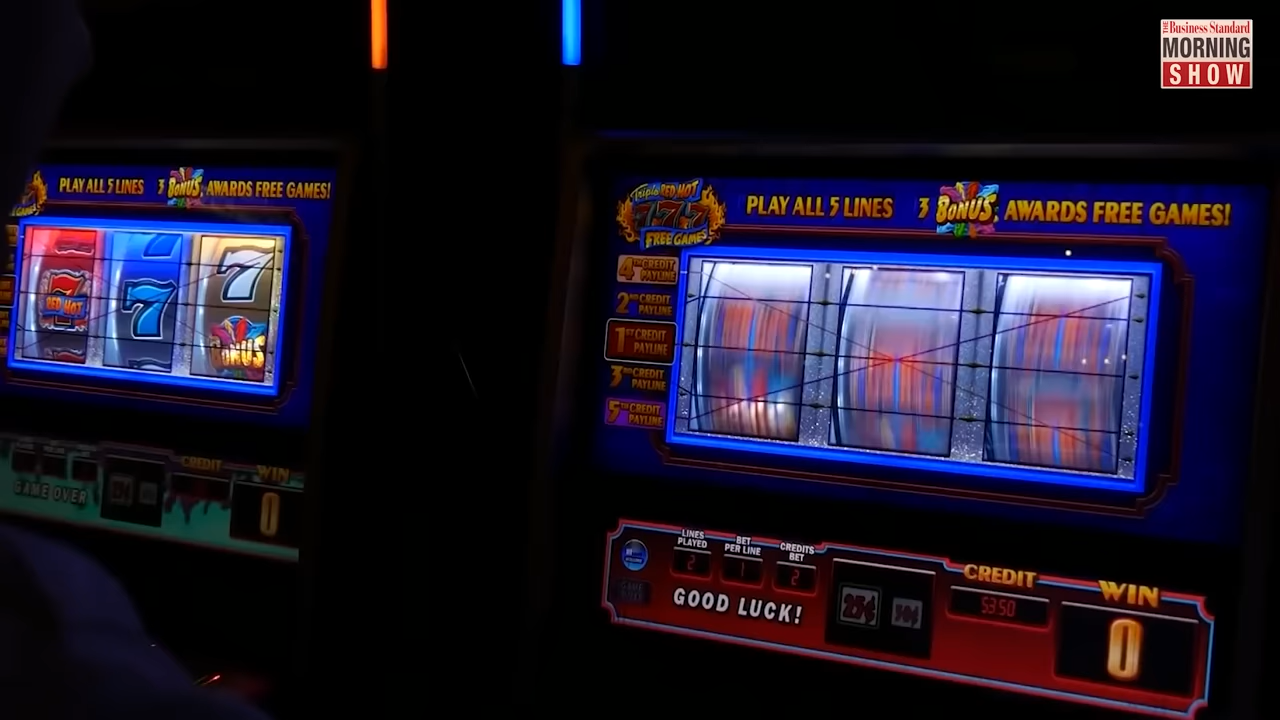 THE Business Standard
MORNING
SHOW
PLAY ALL 5 LINES 3 BONUS AWARDS FREE GAMES!
RED HOT
7
7
BONUS
CREDIT
WIN
GAME OVER
0
Triple RED HOT
777
FREE GAMES
PLAY ALL 5 LINES 3 BONUS AWARDS FREE GAMES!
4TH CREDIT
PAYLINE
2ND CREDIT
PAYLINE
1ST CREDIT
PAYLINE
3RD CREDIT
PAYLINE
5TH CREDIT
PAYLINE
LINES
PLAYED
2
BET
PER LINE
1
CREDITS
BET
2
GOOD LUCK!
25¢
CREDIT
5350
WIN
0